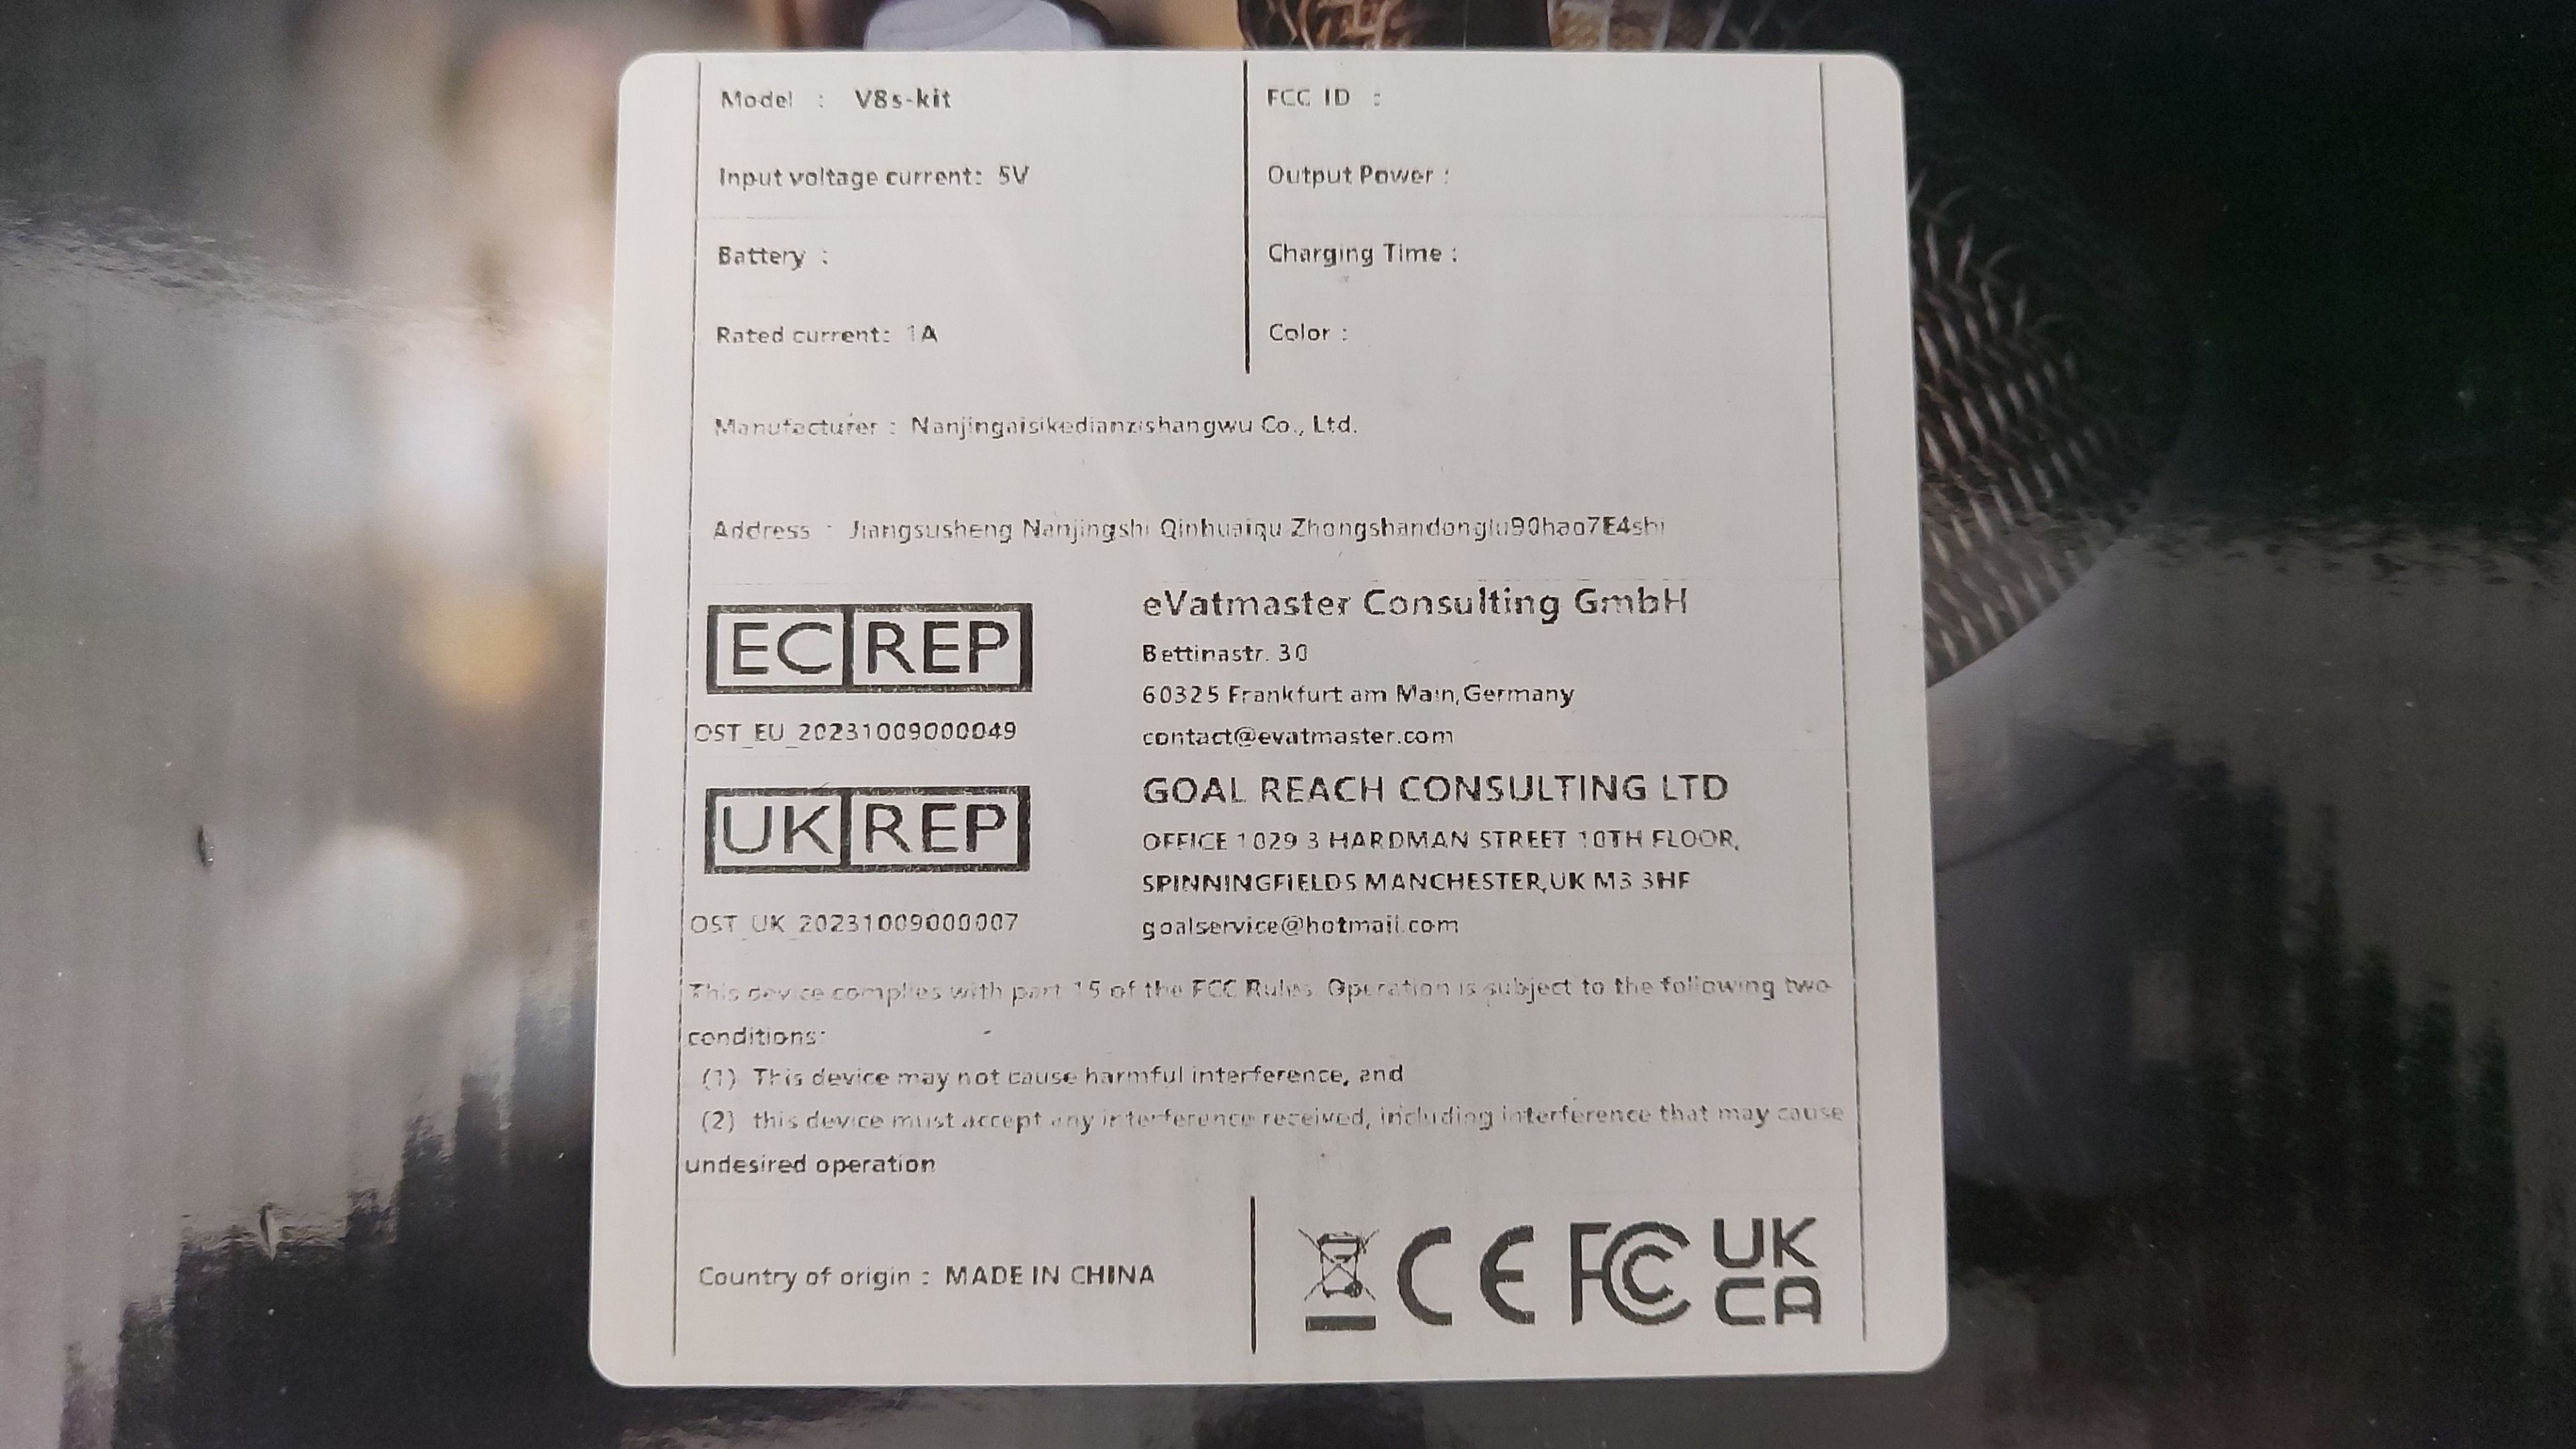 Model : V8s-kit
FCC ID :
Input voltage current: 5V
Output Power :
Battery :
Charging Time :
Rated current: 1A
Color :
Manufacturer : Nanjingaisikedianzishangwu Co., Ltd.
Address : Jiangsusheng Nanjingshi Qinhuaiqu Zhongshandonglu90hao7E4shi
EC REP
eVatmaster Consulting GmbH
Bettinastr. 30
60325 Frankfurt am Main,Germany
OST_EU_20231009000049
contact@evatmaster.com
UK REP
GOAL REACH CONSULTING LTD
OFFICE 1029 3 HARDMAN STREET 10TH FLOOR,
SPINNINGFIELDS MANCHESTER,UK M3 3HF
OST_UK_20231009000007
goalservice@hotmail.com
This device complies with part 15 of the FCC Rules. Operation is subject to the following two
conditions:
(1) This device may not cause harmful interference, and
(2) this device must accept any interference received, including interference that may cause
undesired operation
Country of origin : MADE IN CHINA
CE FC UK
CA